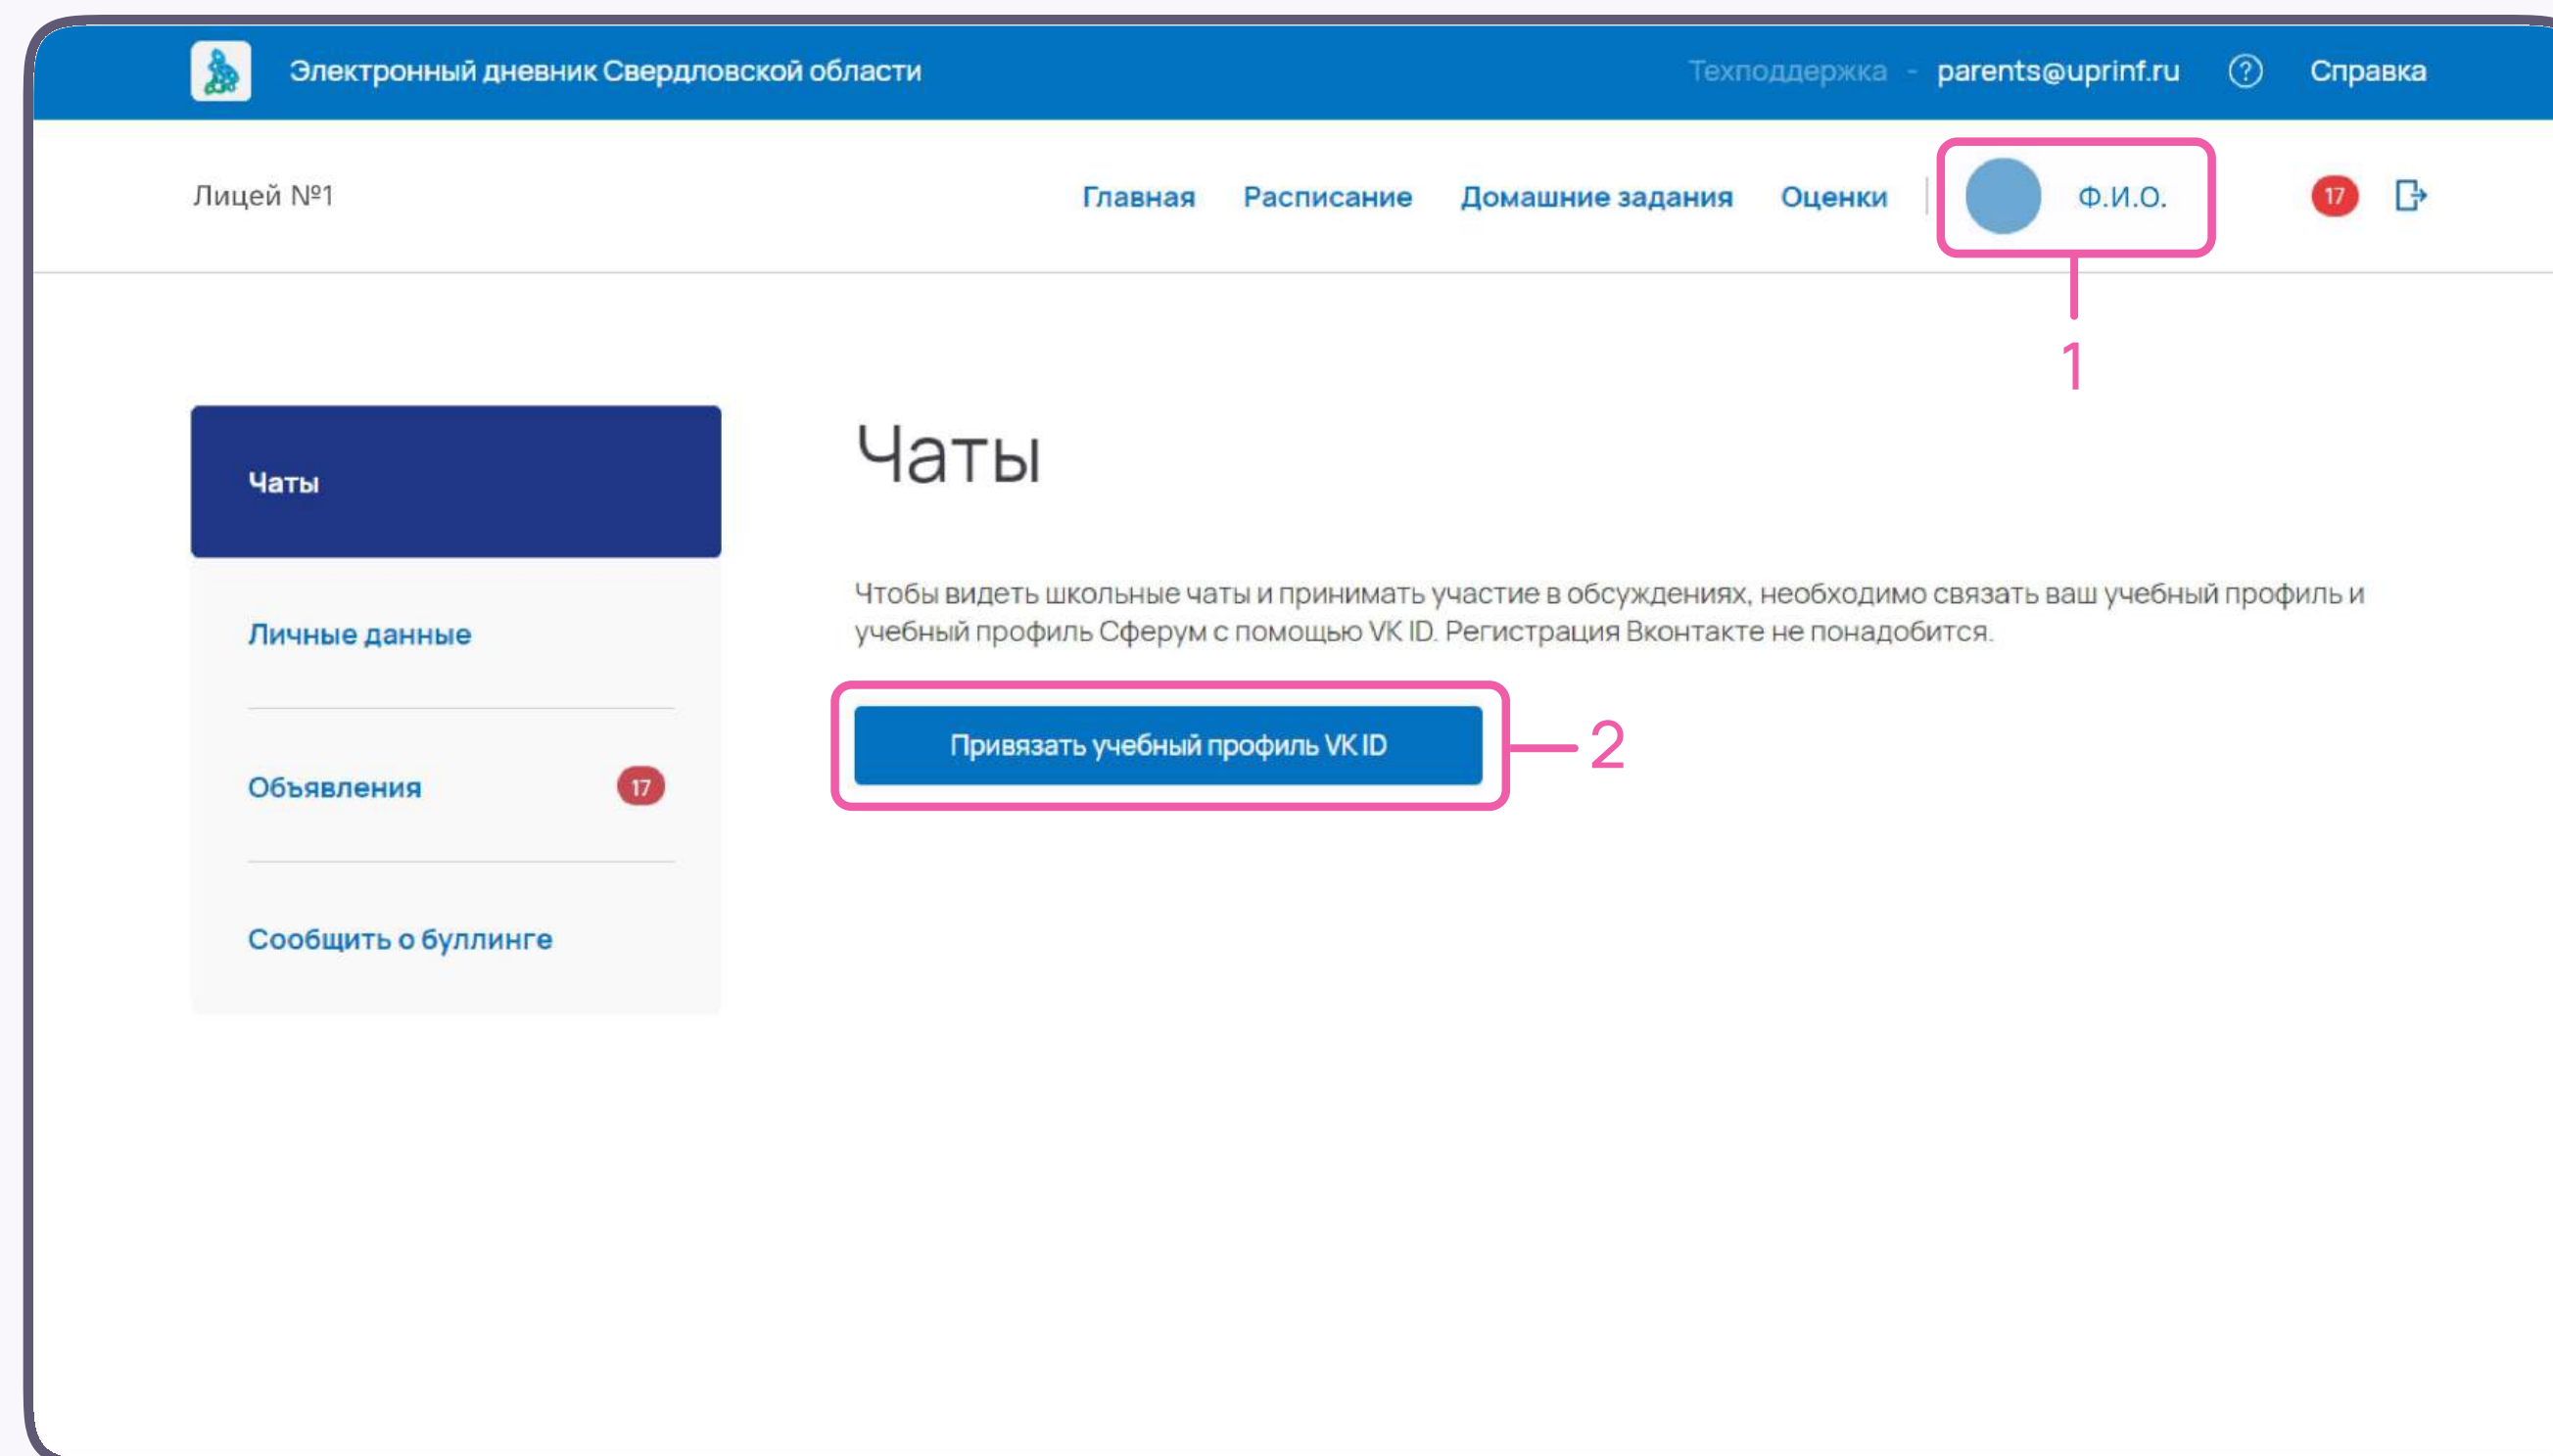 Электронный дневник Свердловской области
Техподдержка - parents@uprinf.ru
? Справка
Лицей №1
Главная
Расписание
Домашние задания
Оценки
Ф.И.О.
17
1
Чаты
Личные данные
Объявления
17
Сообщить о буллинге
Чаты
Чтобы видеть школьные чаты и принимать участие в обсуждениях, необходимо связать ваш учебный профиль и
учебный профиль Сферум с помощью VK ID. Регистрация Вконтакте не понадобится.
Привязать учебный профиль VK ID
2